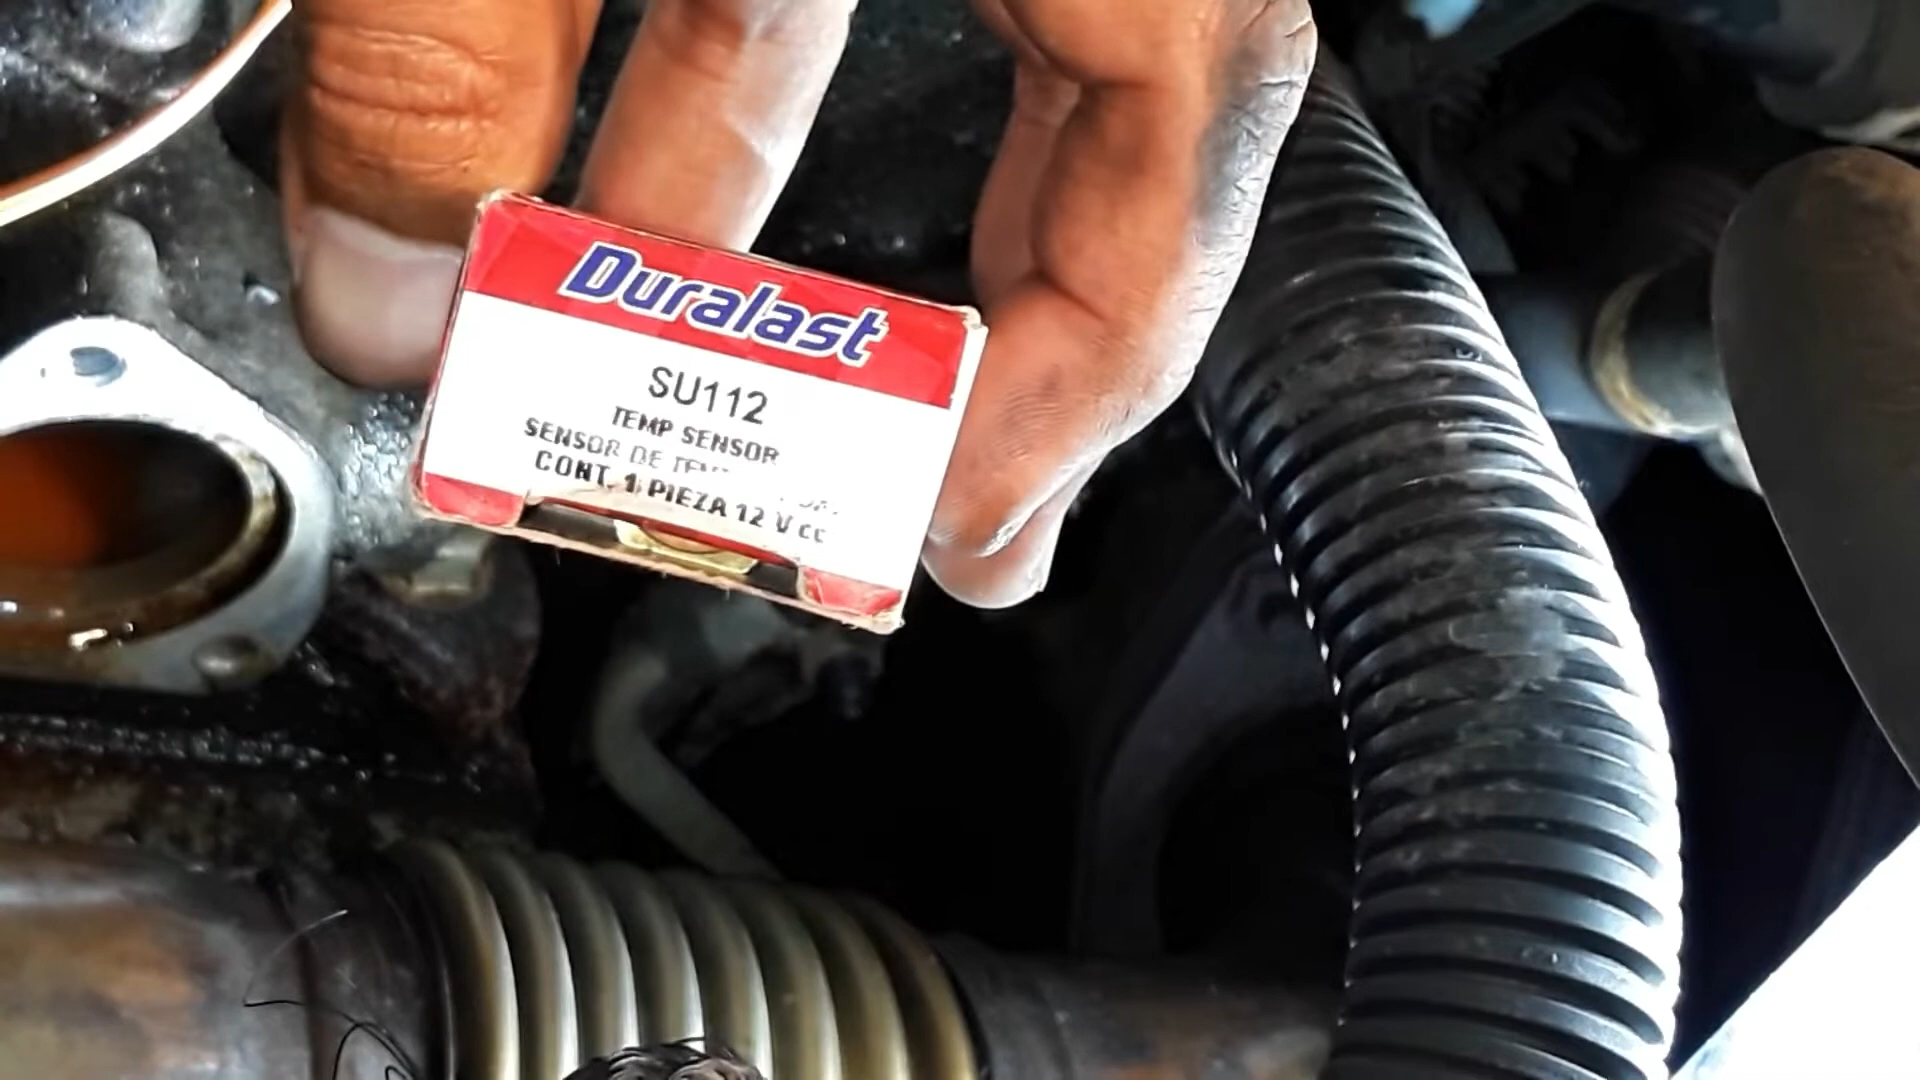 Duralast
SU112
TEMP SENSOR
SENSOR DE
CONT. 1 PIEZA 12 V cc